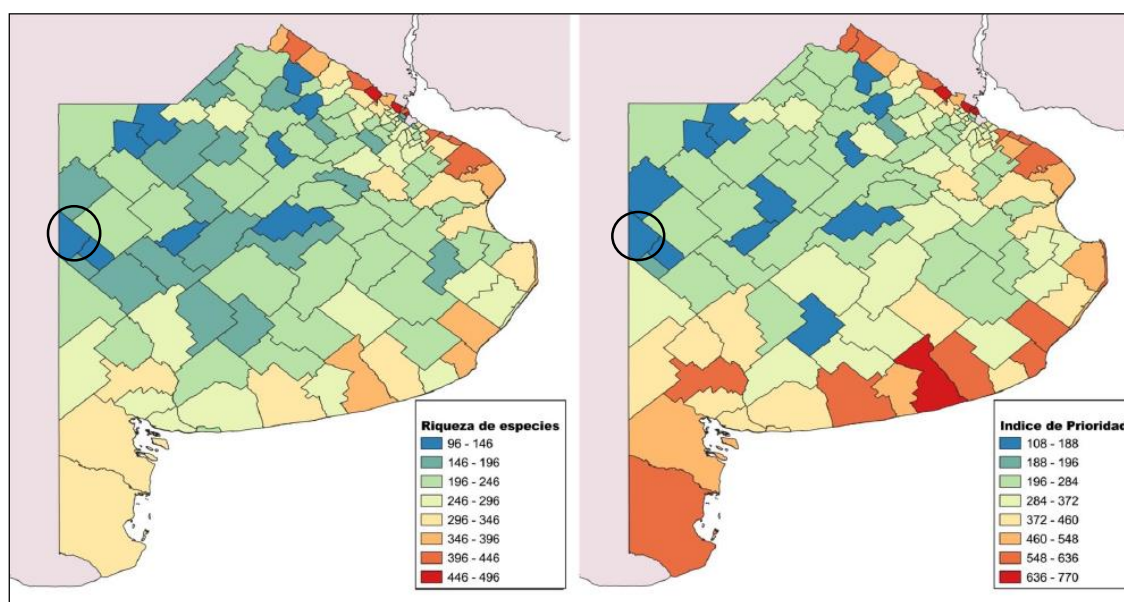 Riqueza de especies
96 - 146
146 - 196
196 - 246
246 - 296
296 - 346
346 - 396
396 - 446
446 - 496
Indice de Prioridad
108 - 188
188 - 196
196 - 284
284 - 372
372 - 460
460 - 548
548 - 636
636 - 770